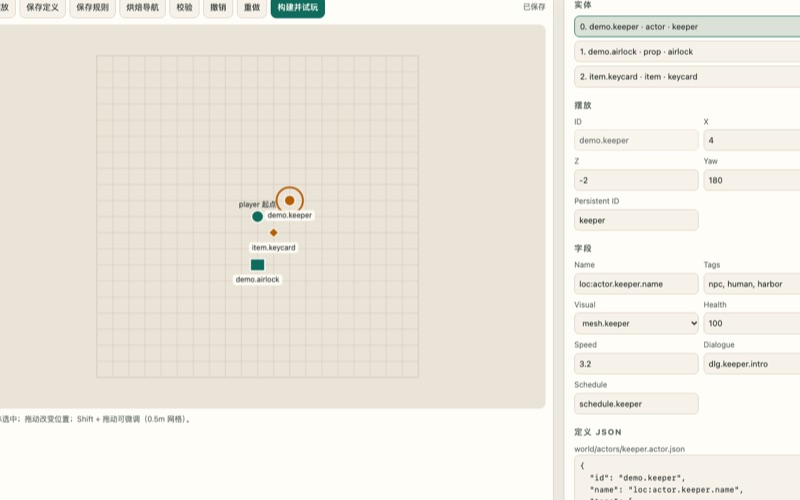 放 保存定义 保存规则 烘焙导航 校验 撤销 重做 构建并试玩 已保存
player 起点
demo.keeper
item.keycard
demo.airlock
选中；拖动改变位置；Shift + 拖动可微调（0.5m 网格）。
实体
0. demo.keeper · actor · keeper
1. demo.airlock · prop · airlock
2. item.keycard · item · keycard
摆放
ID X
demo.keeper 4
Z Yaw
-2 180
Persistent ID
keeper
字段
Name Tags
loc:actor.keeper.name npc, human, harbor
Visual Health
mesh.keeper 100
Speed Dialogue
3.2 dlg.keeper.intro
Schedule
schedule.keeper
定义 JSON
world/actors/keeper.actor.json
{
"id": "demo.keeper",
"name": "loc:actor.keeper.name",